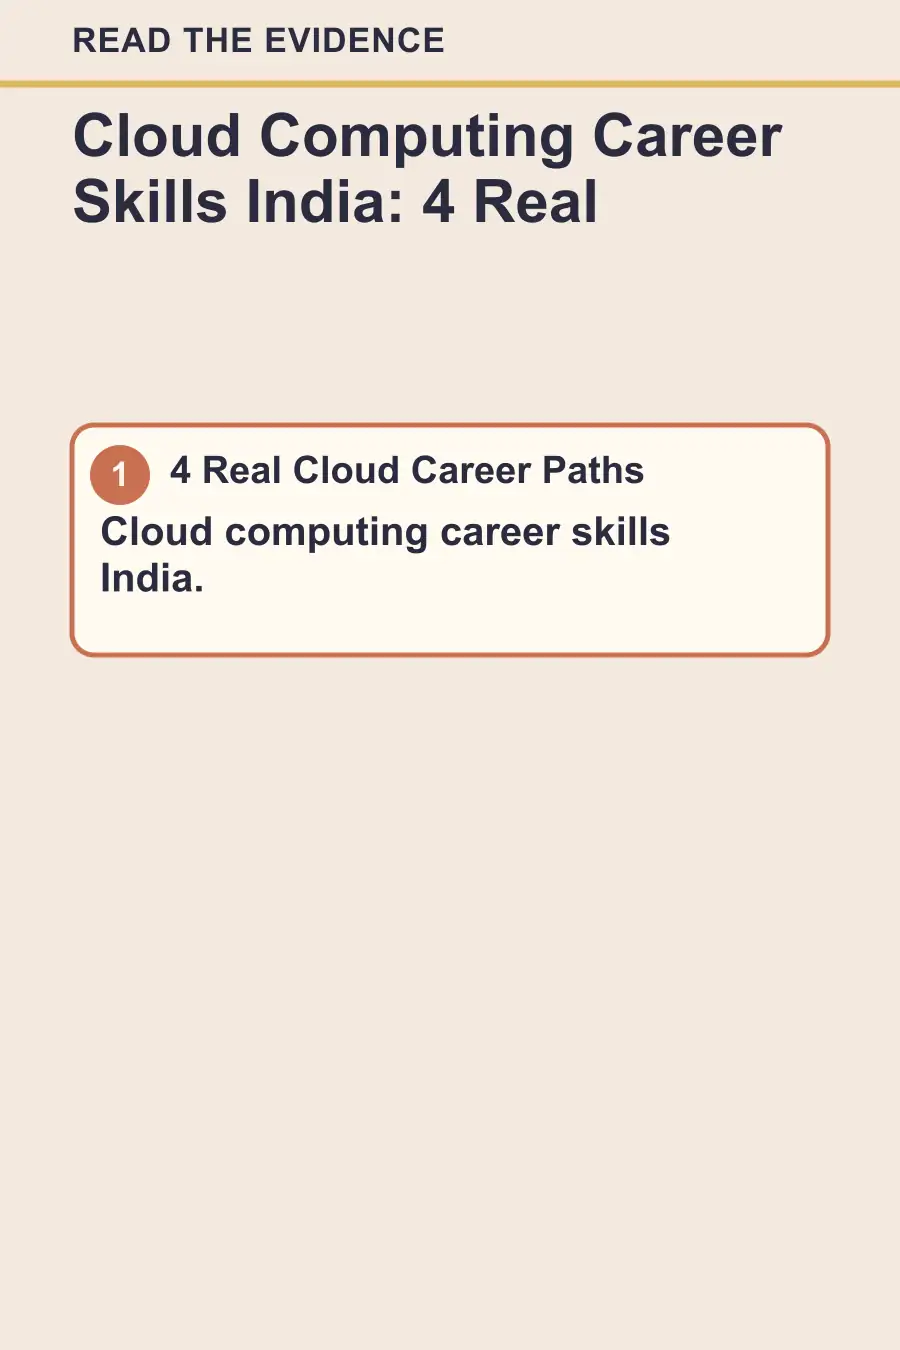 READ THE EVIDENCE
Cloud Computing Career
Skills India: 4 Real
1 4 Real Cloud Career Paths
Cloud computing career skills
India.